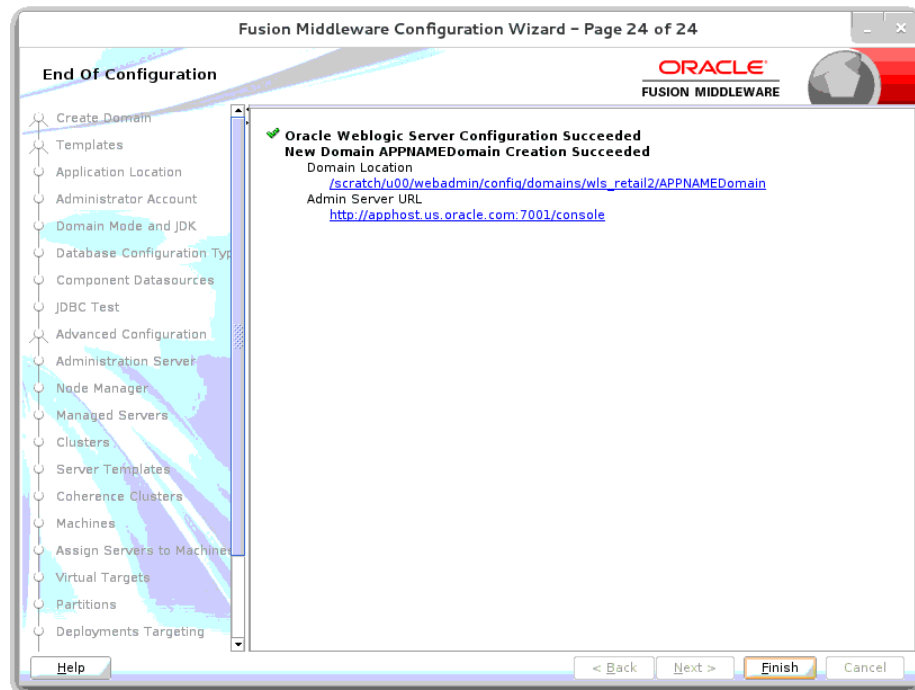 Fusion Middleware Configuration Wizard – Page 24 of 24
End Of Configuration
ORACLE
FUSION MIDDLEWARE
Create Domain
Templates
Application Location
Administrator Account
Domain Mode and JDK
Database Configuration Typ
Component Datasources
JDBC Test
Advanced Configuration
Administration Server
Node Manager
Managed Servers
Clusters
Server Templates
Coherence Clusters
Machines
Assign Servers to Machines
Virtual Targets
Partitions
Deployments Targeting
Oracle Weblogic Server Configuration Succeeded
New Domain APPNAMEDomain Creation Succeeded
Domain Location
/scratch/u00/webadmin/config/domains/wls_retail2/APPNAMEDomain
Admin Server URL
http://apphost.us.oracle.com:7001/console
Help
< Back
Next >
Finish
Cancel